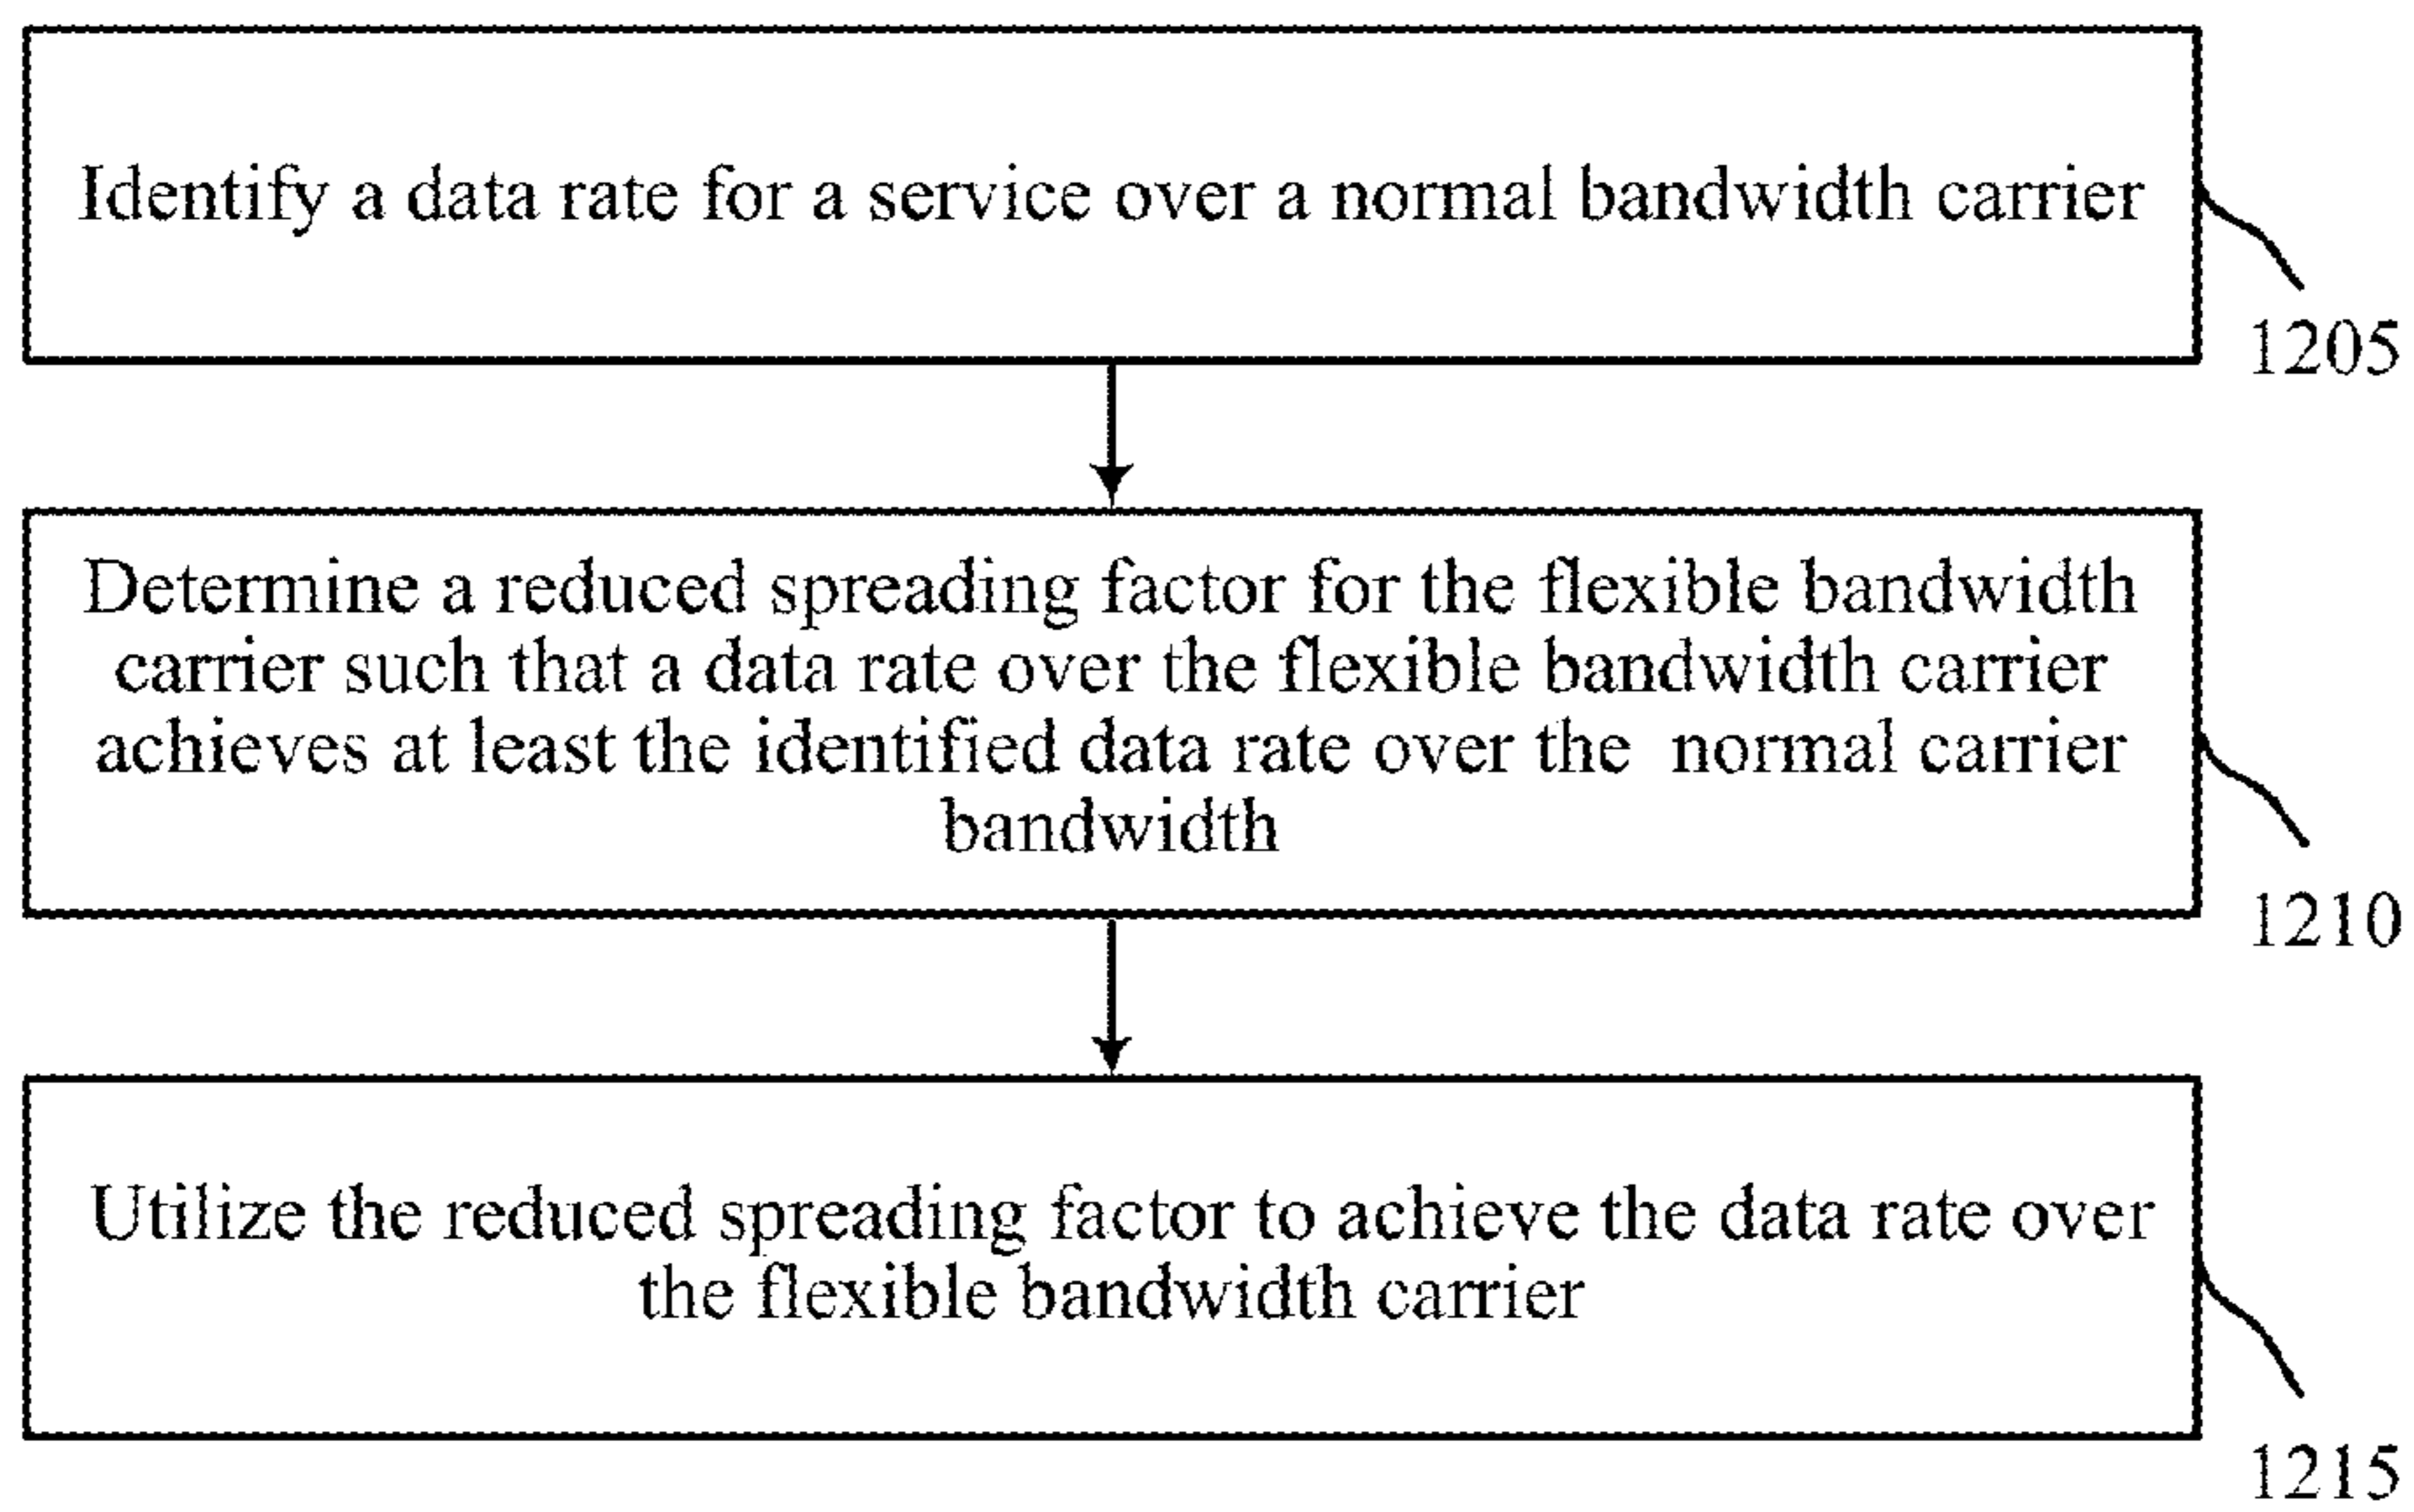 Identify a data rate for a service over a normal bandwidth carrier
1205
Determine a reduced spreading factor for the flexible bandwidth
carrier such that a data rate over the flexible bandwidth carrier
achieves at least the identified data rate over the normal carrier
bandwidth
1210
Utilize the reduced spreading factor to achieve the data rate over
the flexible bandwidth carrier
1215